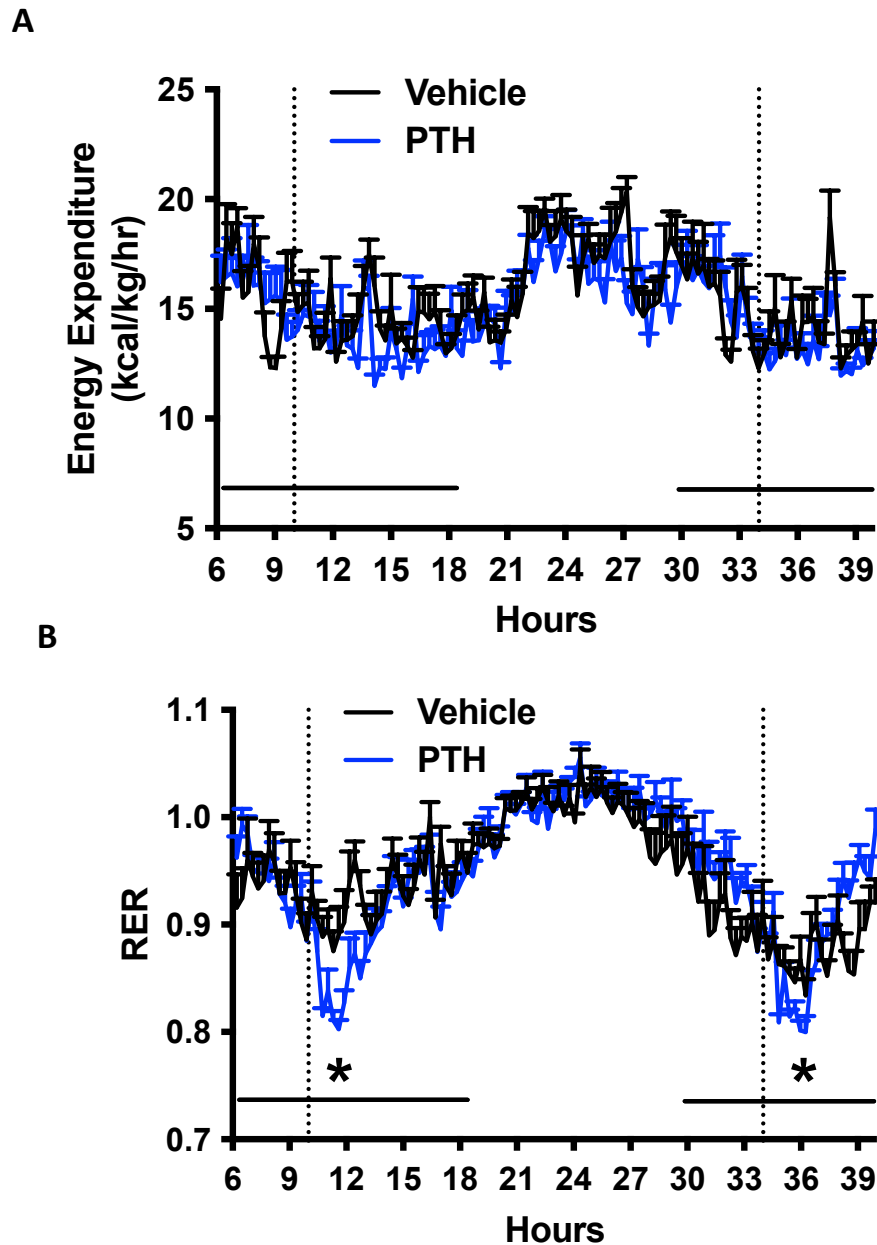 A
25
20
15
10
5
Energy Expenditure
(kcal/kg/hr)
Vehicle
PTH
6 9 12 15 18 21 24 27 30 33 36 39
Hours
B
1.1
1.0
0.9
0.8
0.7
RER
Vehicle
PTH
* *
6 9 12 15 18 21 24 27 30 33 36 39
Hours